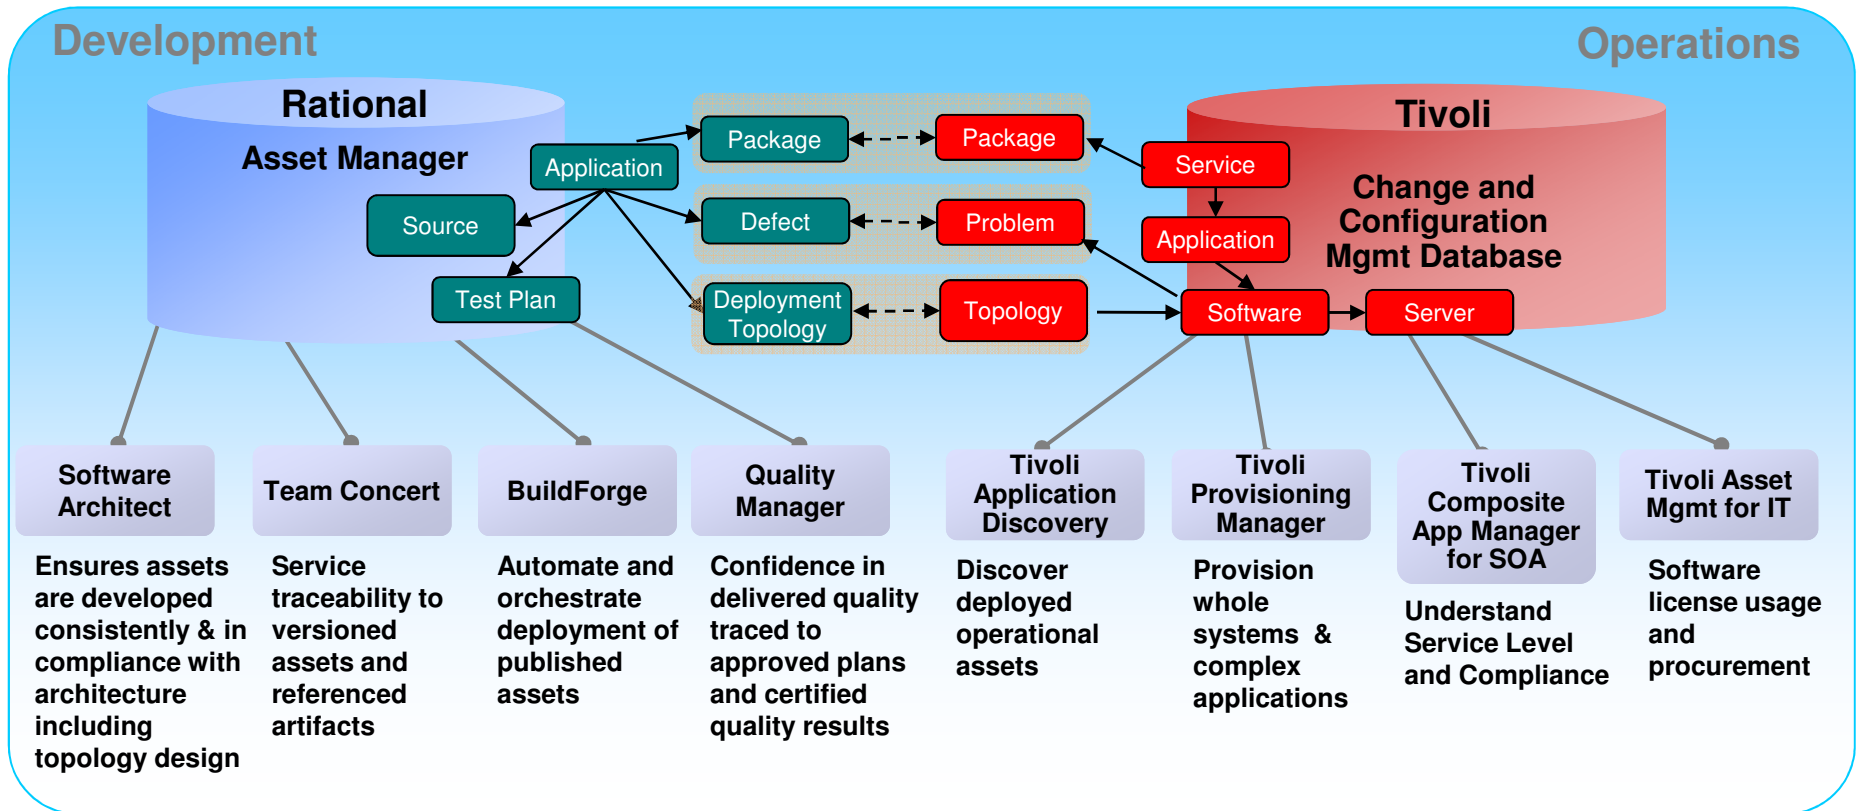 Development
Operations
Rational
Asset Manager
Application
Source
Test Plan
Package
Package
Defect
Problem
Deployment
Topology
Topology
Tivoli
Change and
Configuration
Mgmt Database
Service
Application
Software
Server
Software
Architect
Ensures assets
are developed
consistently & in
compliance with
architecture
including
topology design
Team Concert
Service
traceability to
versioned
assets and
referenced
artifacts
BuildForge
Automate and
orchestrate
deployment of
published
assets
Quality
Manager
Confidence in
delivered quality
traced to
approved plans
and certified
quality results
Tivoli
Application
Discovery
Discover
deployed
operational
assets
Tivoli
Provisioning
Manager
Provision
whole
systems &
complex
applications
Tivoli
Composite
App Manager
for SOA
Understand
Service Level
and Compliance
Tivoli Asset
Mgmt for IT
Software
license usage
and
procurement